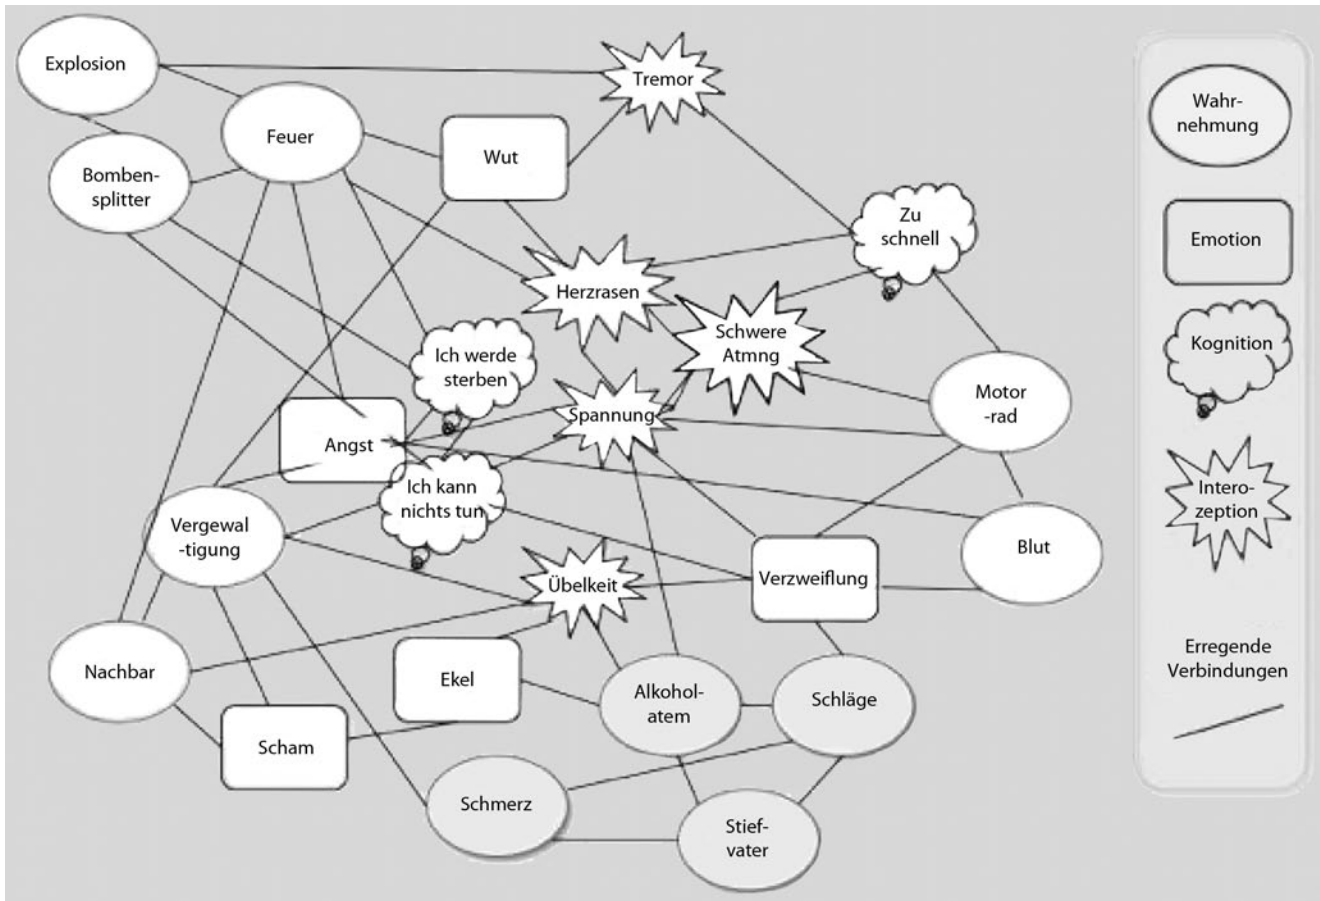 Explosion
Tremor
Feuer
Wut
Bomben-
splitter
Zu
schnell
Herzrasen
Schwere
Atmng
Ich werde
sterben
Motor
-rad
Spannung
Angst
Ich kann
nichts tun
Vergewal
-tigung
Blut
Übelkeit
Verzweiflung
Nachbar
Ekel
Alkohol-
atem
Schläge
Scham
Schmerz
Stief-
vater
Wahr-
nehmung
Emotion
Kognition
Intero-
zeption
Erregende
Verbindungen